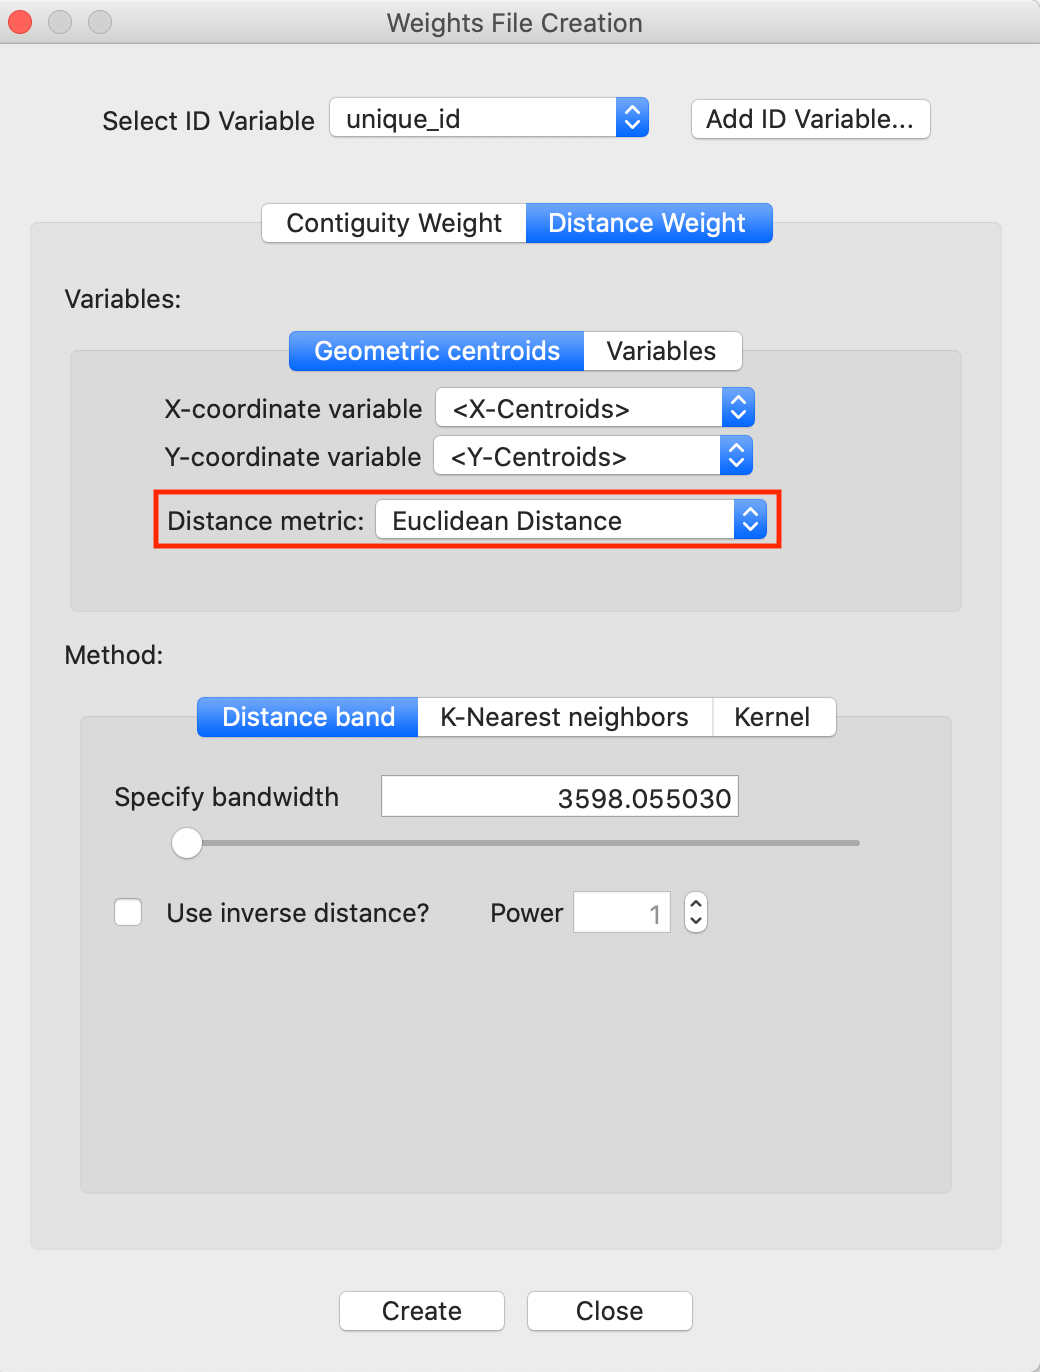 Weights File Creation
Select ID Variable unique_id Add ID Variable...
Contiguity Weight Distance Weight
Variables:
Geometric centroids Variables
X-coordinate variable <X-Centroids>
Y-coordinate variable <Y-Centroids>
Distance metric: Euclidean Distance
Method:
Distance band K-Nearest neighbors Kernel
Specify bandwidth 3598.055030
Use inverse distance? Power 1
Create Close